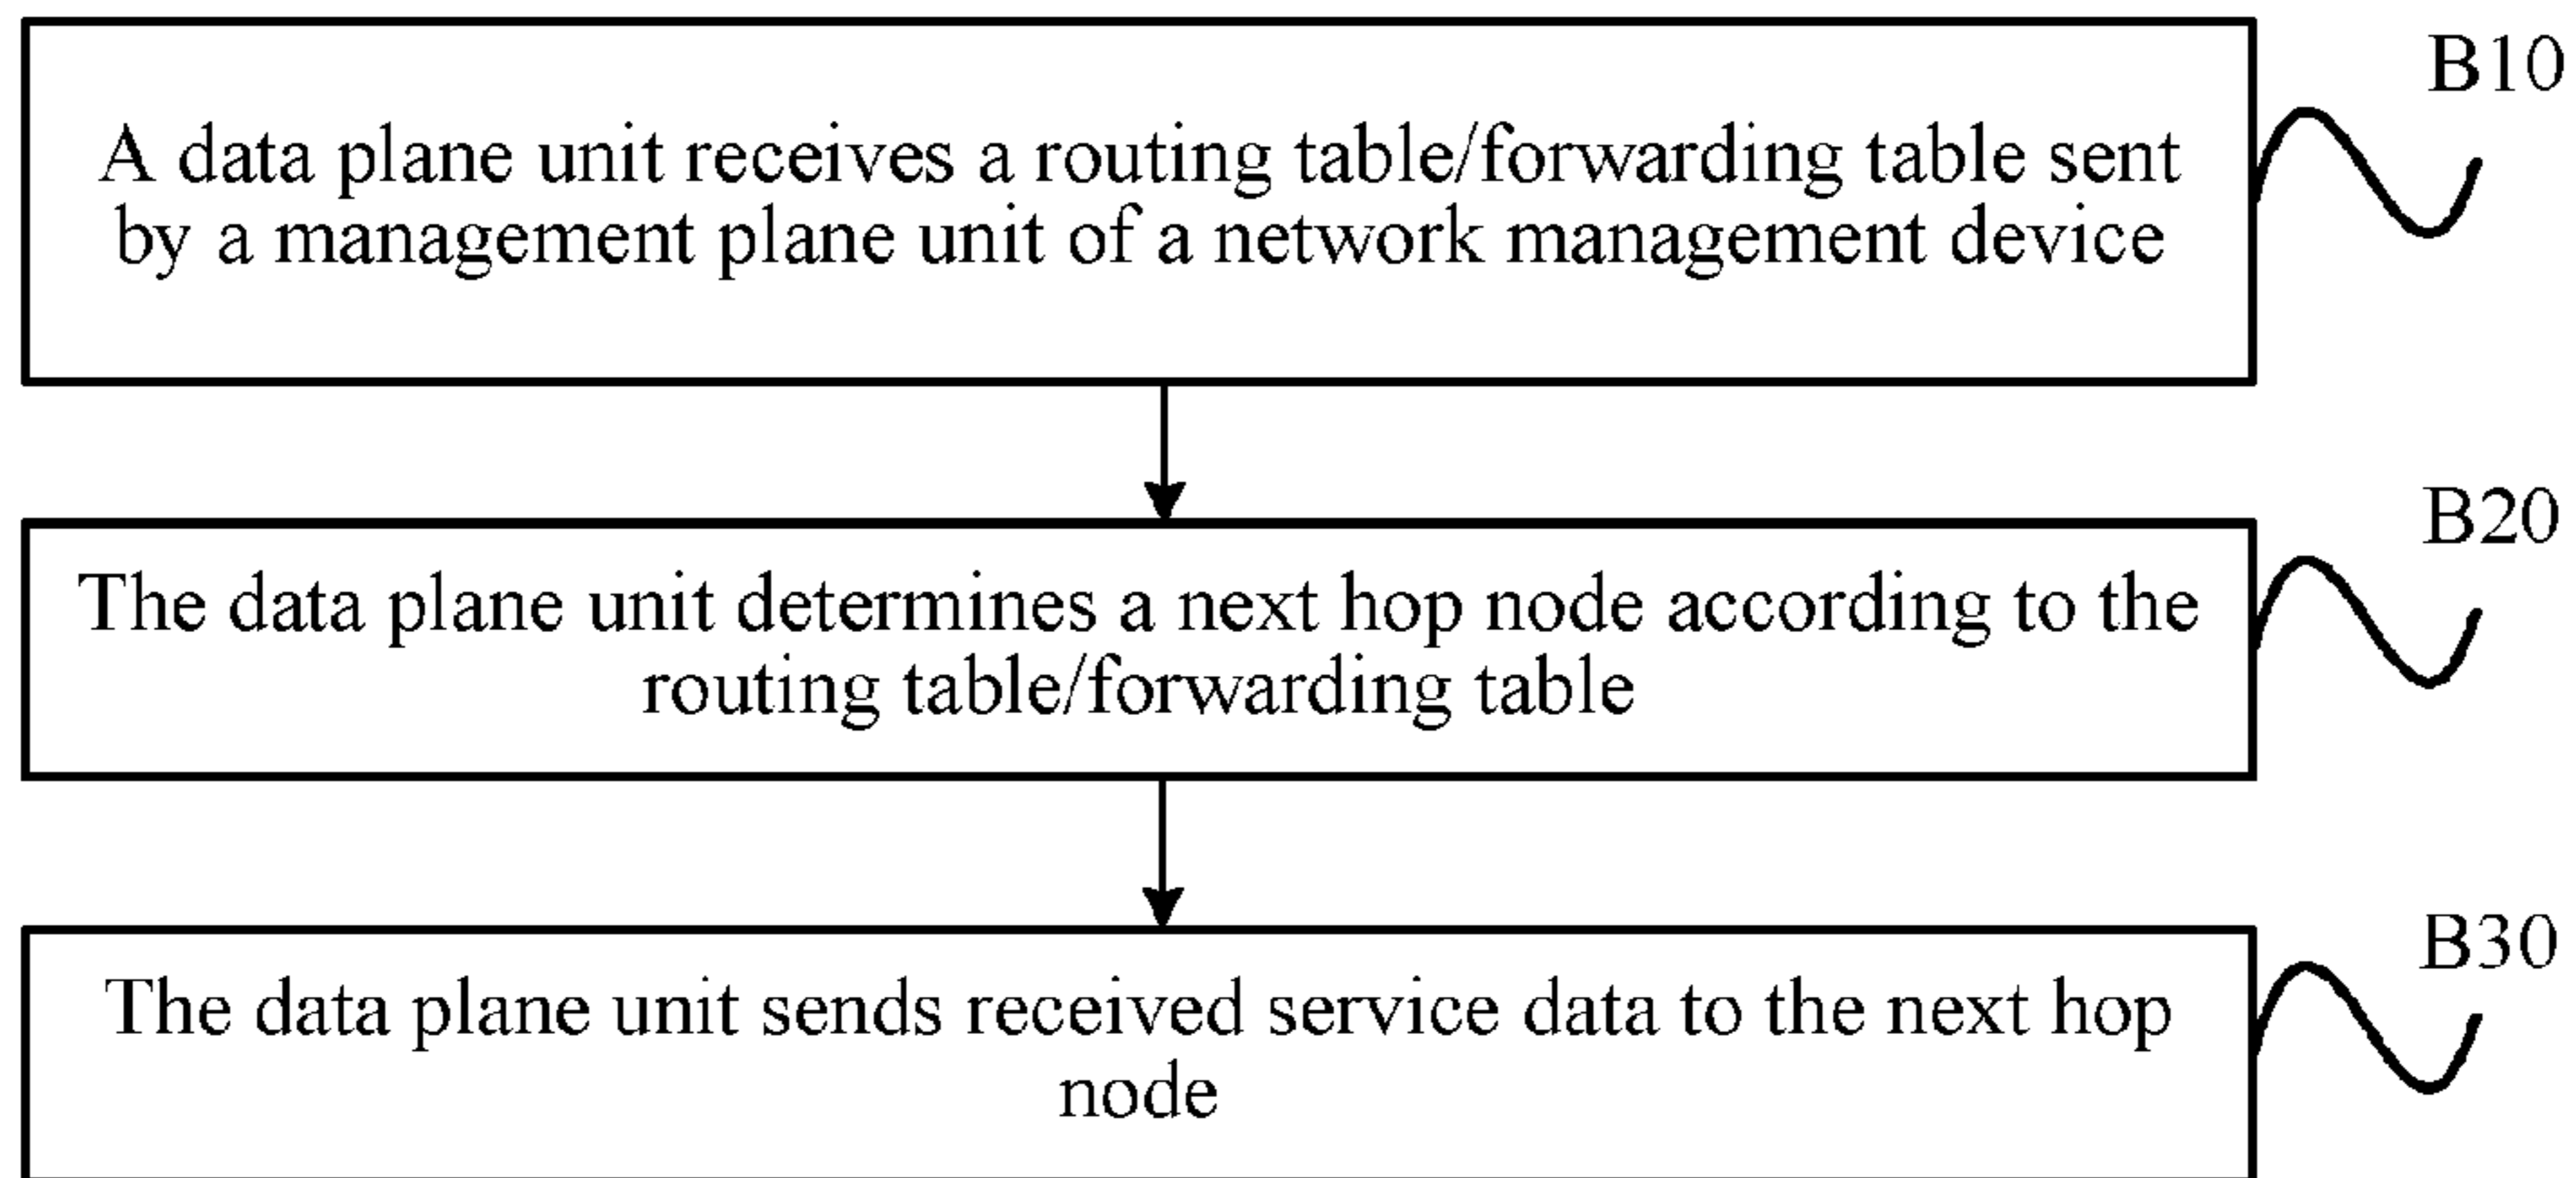 B10
A data plane unit receives a routing table/forwarding table sent
by a management plane unit of a network management device
B20
The data plane unit determines a next hop node according to the
routing table/forwarding table
B30
The data plane unit sends received service data to the next hop
node